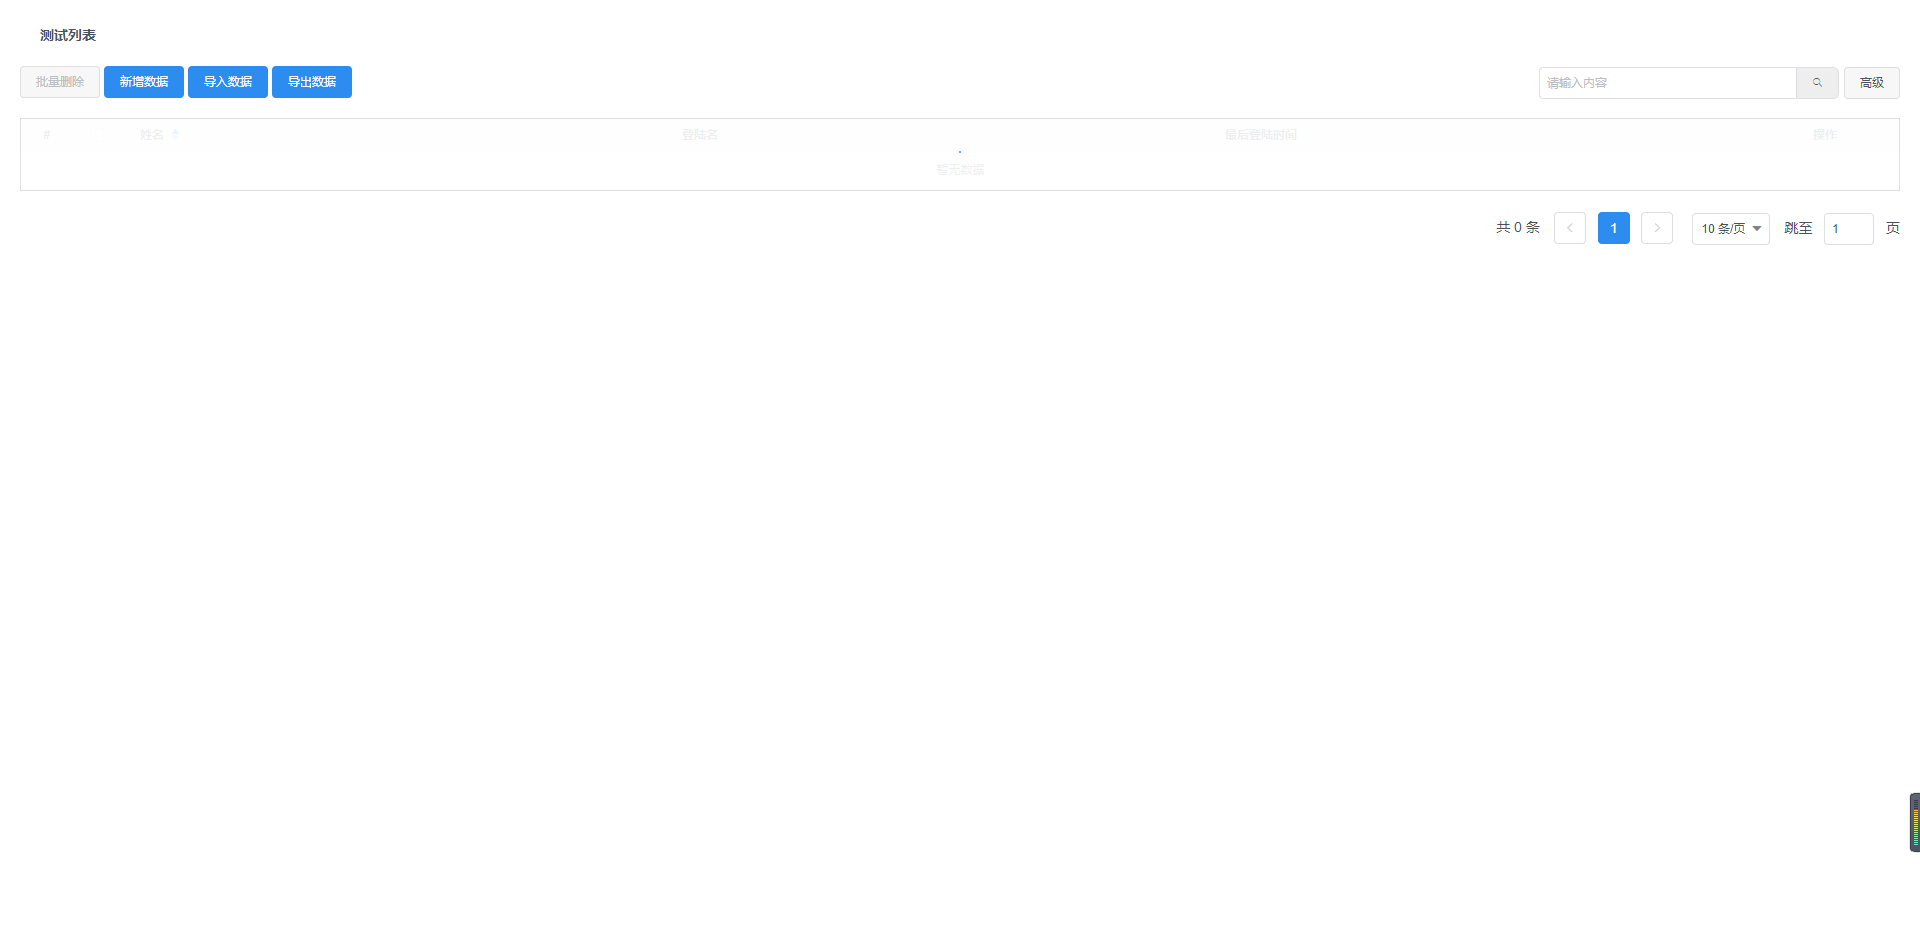 测试列表
批量删除 新增数据 导入数据 导出数据 请输入内容 高级
# 姓名 登陆名 最后登陆时间 操作
暂无数据
共 0 条 1 10 条/页 跳至 1 页